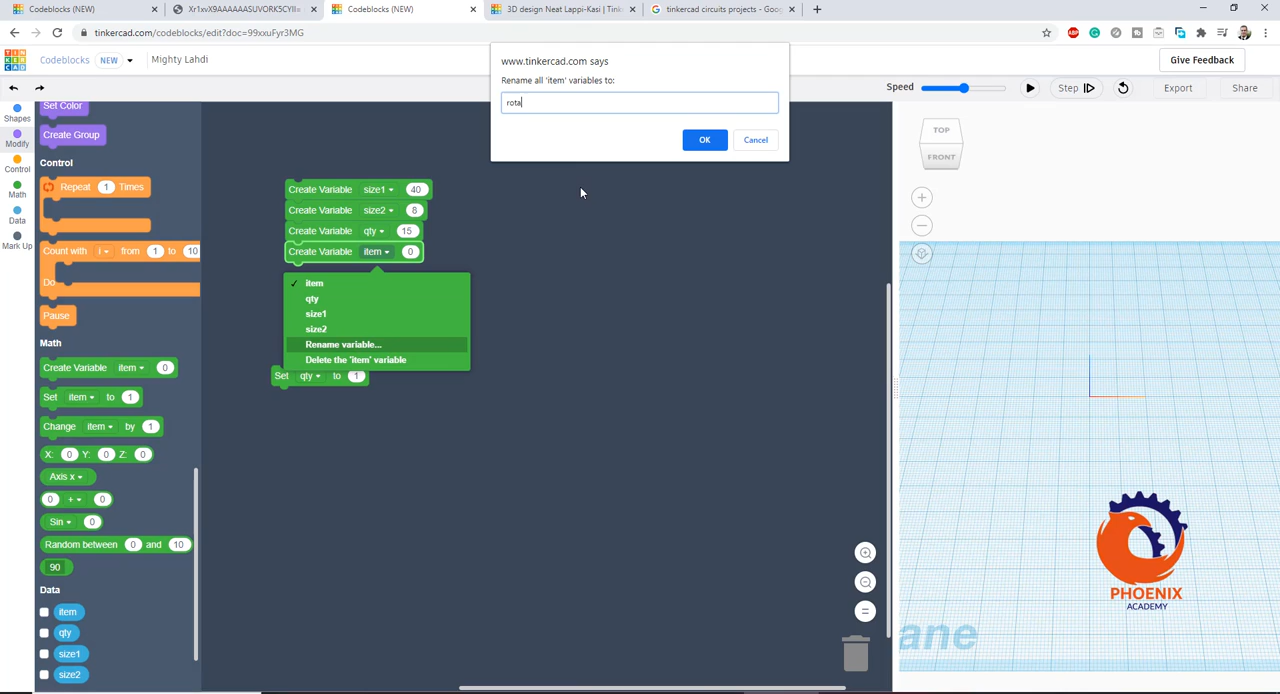 Codeblocks (NEW)
Xr1xvX9AAAAAASUVORK5CYII=
Codeblocks (NEW)
3D design Neat Lappi-Kasi | Tink
tinkercad circuits projects - Goo
tinkercad.com/codeblocks/edit?doc=99xxuFyr3MG
Codeblocks
NEW
Mighty Lahdi
Give Feedback
www.tinkercad.com says
Rename all 'item' variables to:
rota
OK
Cancel
Speed
Step
Export
Share
Shapes
Modify
Control
Math
Data
Mark Up
Set Color
Create Group
Control
Repeat 1 Times
Count with i from 1 to 10
Do
Pause
Math
Create Variable item 0
Set item to 1
Change item by 1
X: 0 Y: 0 Z: 0
Axis x
0 + 0
Sin 0
Random between 0 and 10
90
Data
item
qty
size1
size2
Create Variable size1 40
Create Variable size2 8
Create Variable qty 15
Create Variable item 0
✓ item
qty
size1
size2
Rename variable...
Delete the 'item' variable
Set qty to 1
TOP
FRONT
PHOENIX
ACADEMY
ane